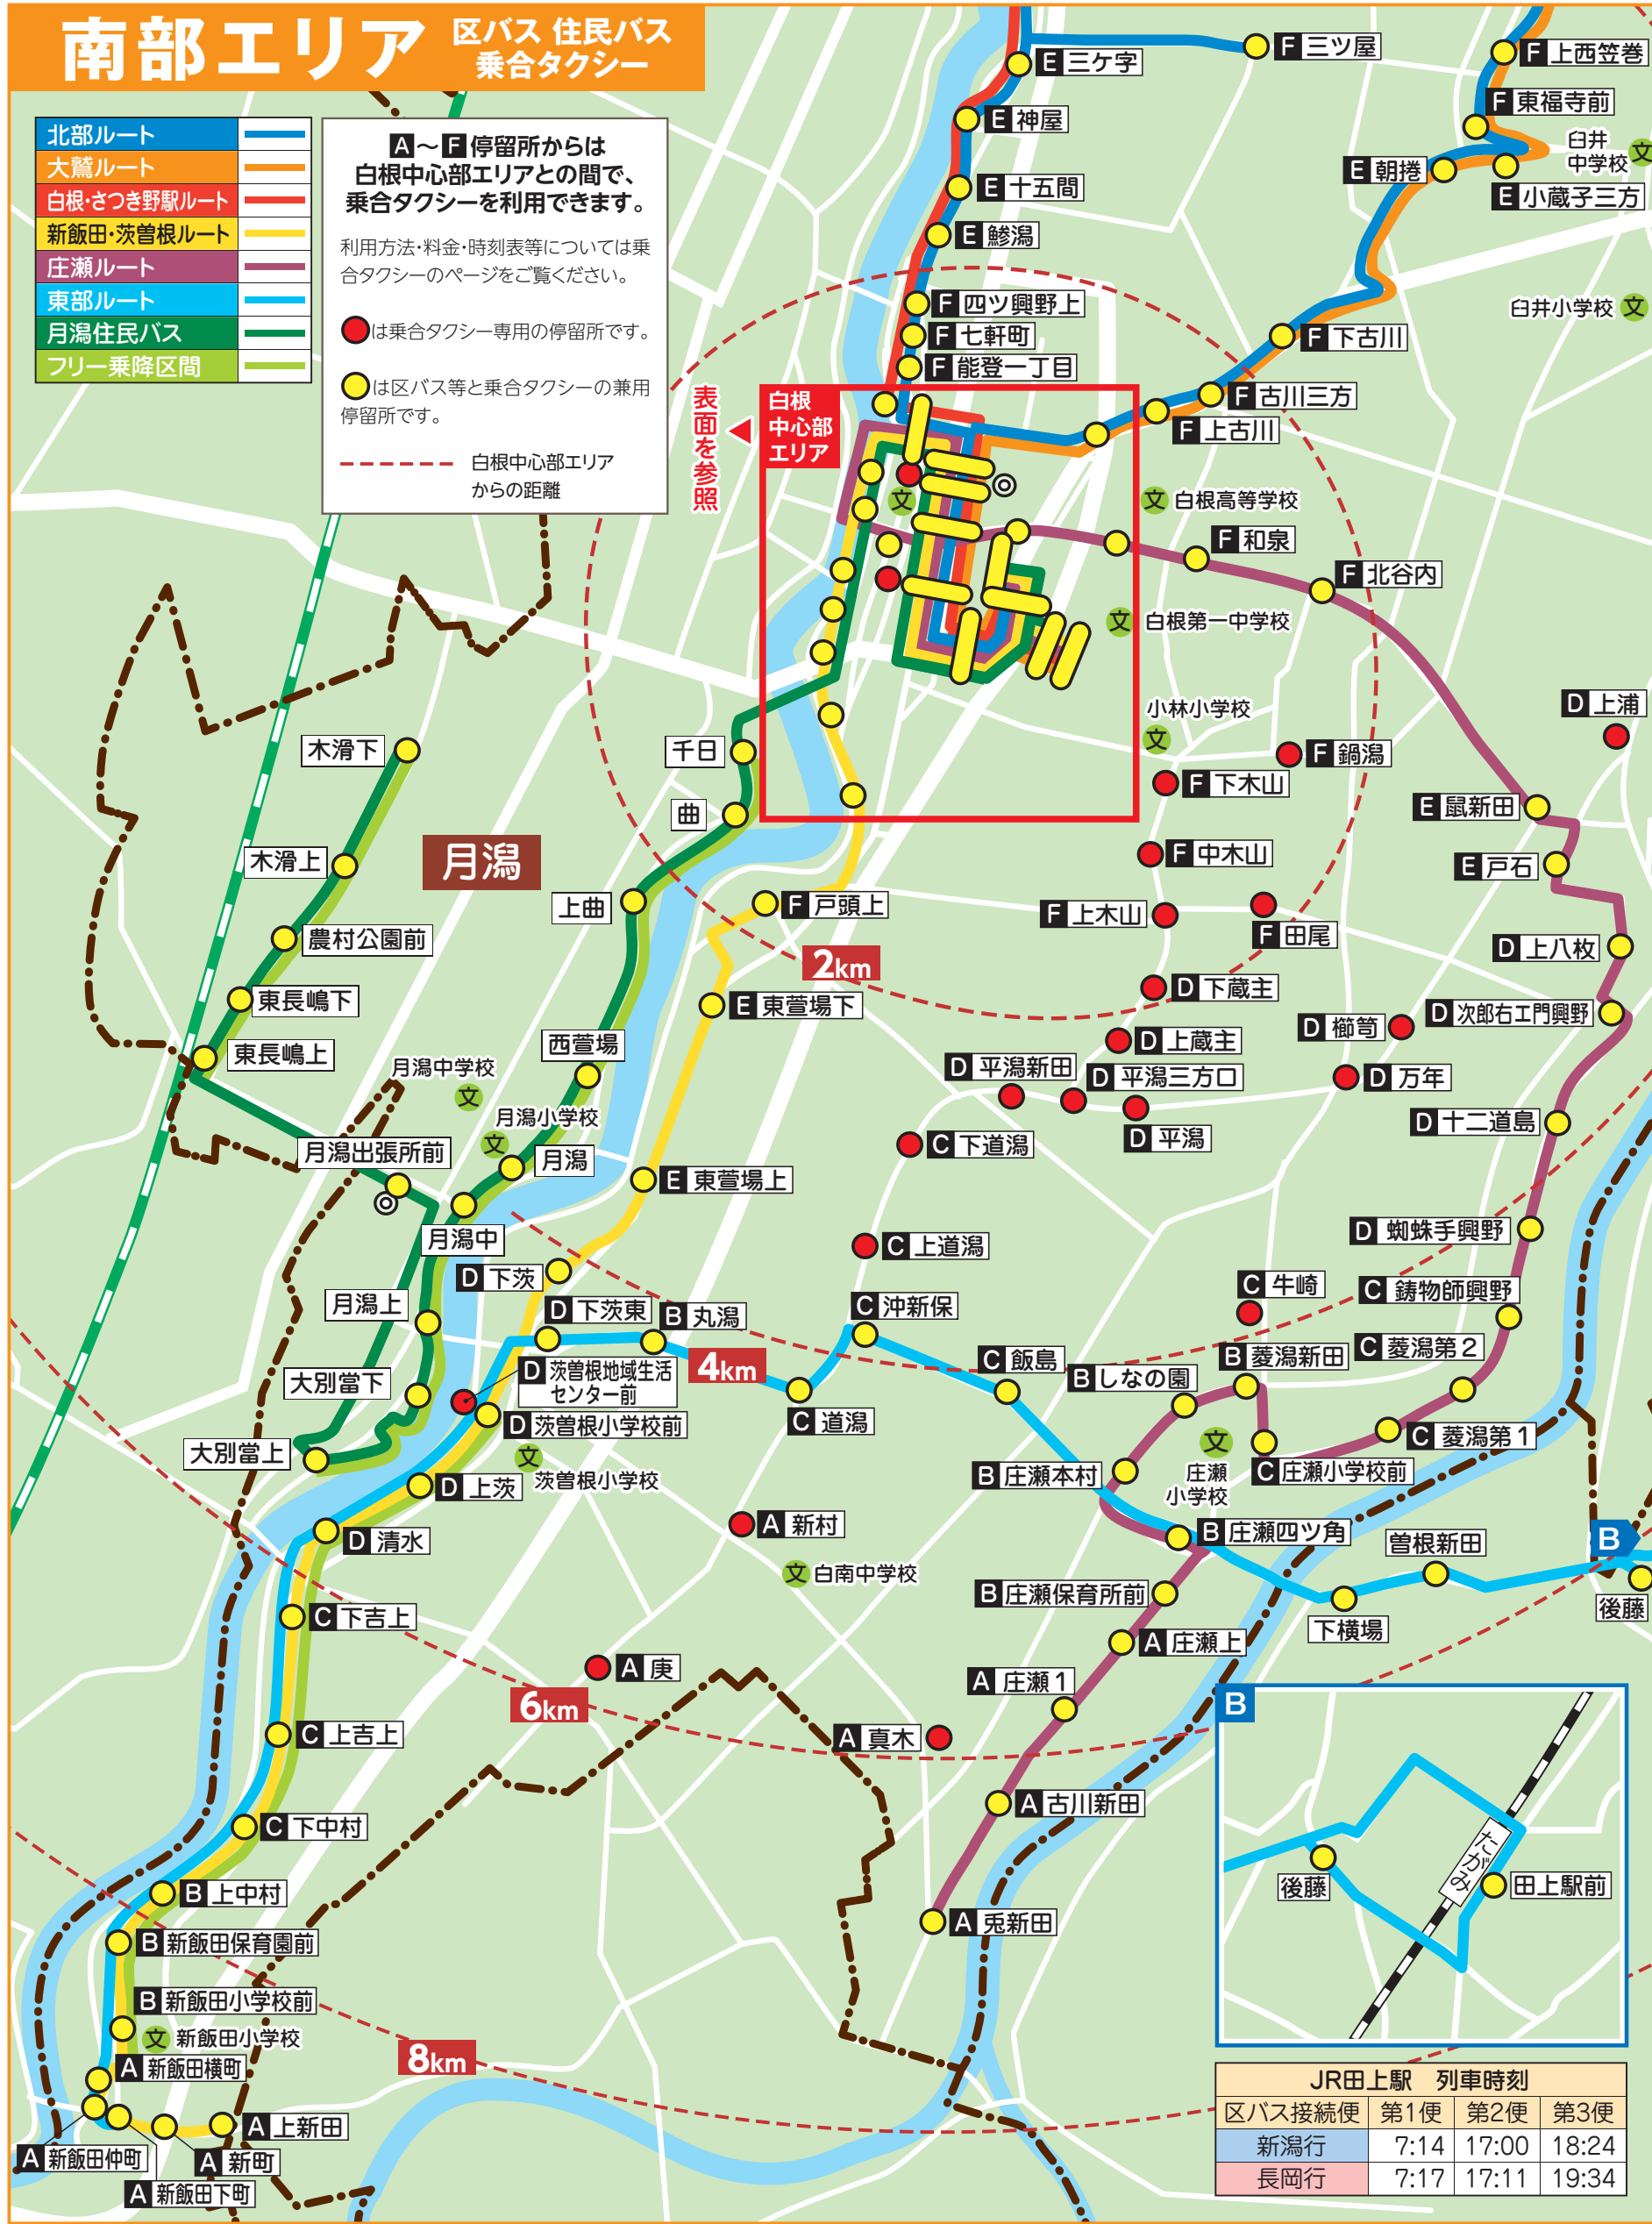 南部エリア
区バス 住民バス
乗合タクシー
北部ルート
大鷲ルート
白根・さつき野駅ルート
新飯田・茨曽根ルート
庄瀬ルート
東部ルート
月潟住民バス
フリー乗降区間
A～F停留所からは
白根中心部エリアとの間で、
乗合タクシーを利用できます。
利用方法・料金・時刻表等については乗
合タクシーのページをご覧ください。
は乗合タクシー専用の停留所です。
は区バス等と乗合タクシーの兼用
停留所です。
白根中心部エリア
からの距離
E 三ケ字
F 三ツ屋
F 上西笠巻
E 神屋
F 東福寺前
臼井
中学校
文
E 朝捲
E 十五間
E 小蔵子三方
E 鯵潟
F 四ツ興野上
臼井小学校 文
F 七軒町
F 下古川
F 能登一丁目
表面を参照
白根
中心部
エリア
F 古川三方
F 上古川
文
文 白根高等学校
F 和泉
F 北谷内
文 白根第一中学校
D 上浦
小林小学校
文
木滑下
千日
F 鍋潟
F 下木山
曲
E 鼠新田
月潟
木滑上
F 中木山
E 戸石
上曲
F 戸頭上
F 上木山
F 田尾
農村公園前
D 上八枚
2km
東長嶋下
E 東萱場下
D 下蔵主
D 次郎右エ門興野
D 櫛笥
西萱場
D 上蔵主
東長嶋上
月潟中学校
文
D 平潟新田
D 平潟三方口
D 万年
月潟小学校
文
D 十二道島
D 平潟
C 下道潟
月潟出張所前
月潟
E 東萱場上
月潟中
D 蜘蛛手興野
C 上道潟
D 下茨
C 牛崎
C 鋳物師興野
月潟上
D 下茨東
B 丸潟
C 沖新保
C 菱潟第2
B 菱潟新田
C 飯島
4km
B しなの園
大別當下
D 茨曽根地域生活
センター前
D 茨曽根小学校前
C 道潟
C 菱潟第1
大別當上
文
茨曽根小学校
文
庄瀬
小学校
B 庄瀬本村
C 庄瀬小学校前
D 上茨
A 新村
D 清水
B 庄瀬四ツ角
曽根新田
B
文 白南中学校
B 庄瀬保育所前
後藤
C 下吉上
下横場
A 庄瀬上
A 庚
A 庄瀬1
6km
C 上吉上
A 真木
B
A 古川新田
C 下中村
たがみ
後藤
田上駅前
B 上中村
A 兎新田
B 新飯田保育園前
B 新飯田小学校前
文 新飯田小学校
8km
A 新飯田横町
A 上新田
A 新飯田仲町
A 新町
A 新飯田下町
JR田上駅 列車時刻
区バス接続便 第1便 第2便 第3便
新潟行 7:14 17:00 18:24
長岡行 7:17 17:11 19:34